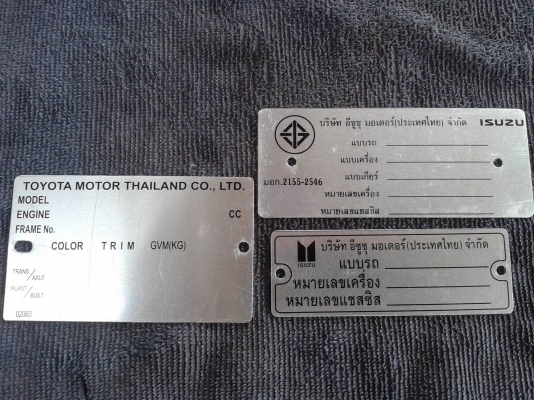 TOYOTA MOTOR THAILAND CO., LTD.
MODEL
ENGINE CC
FRAME No.
COLOR TRIM GVM(KG)
TRANS/AXLE
PLANT/BUILT
02060
บริษัท อีซูซุ มอเตอร์(ประเทศไทย) จำกัด ISUZU
แบบรถ
แบบเครื่อง
แบบเกียร์
มอก.2155-2546
หมายเลขเครื่อง
หมายเลขแชสซิส
บริษัท อีซูซุ มอเตอร์(ประเทศไทย) จำกัด
ISUZU
แบบรถ
หมายเลขเครื่อง
หมายเลขแชสซิส